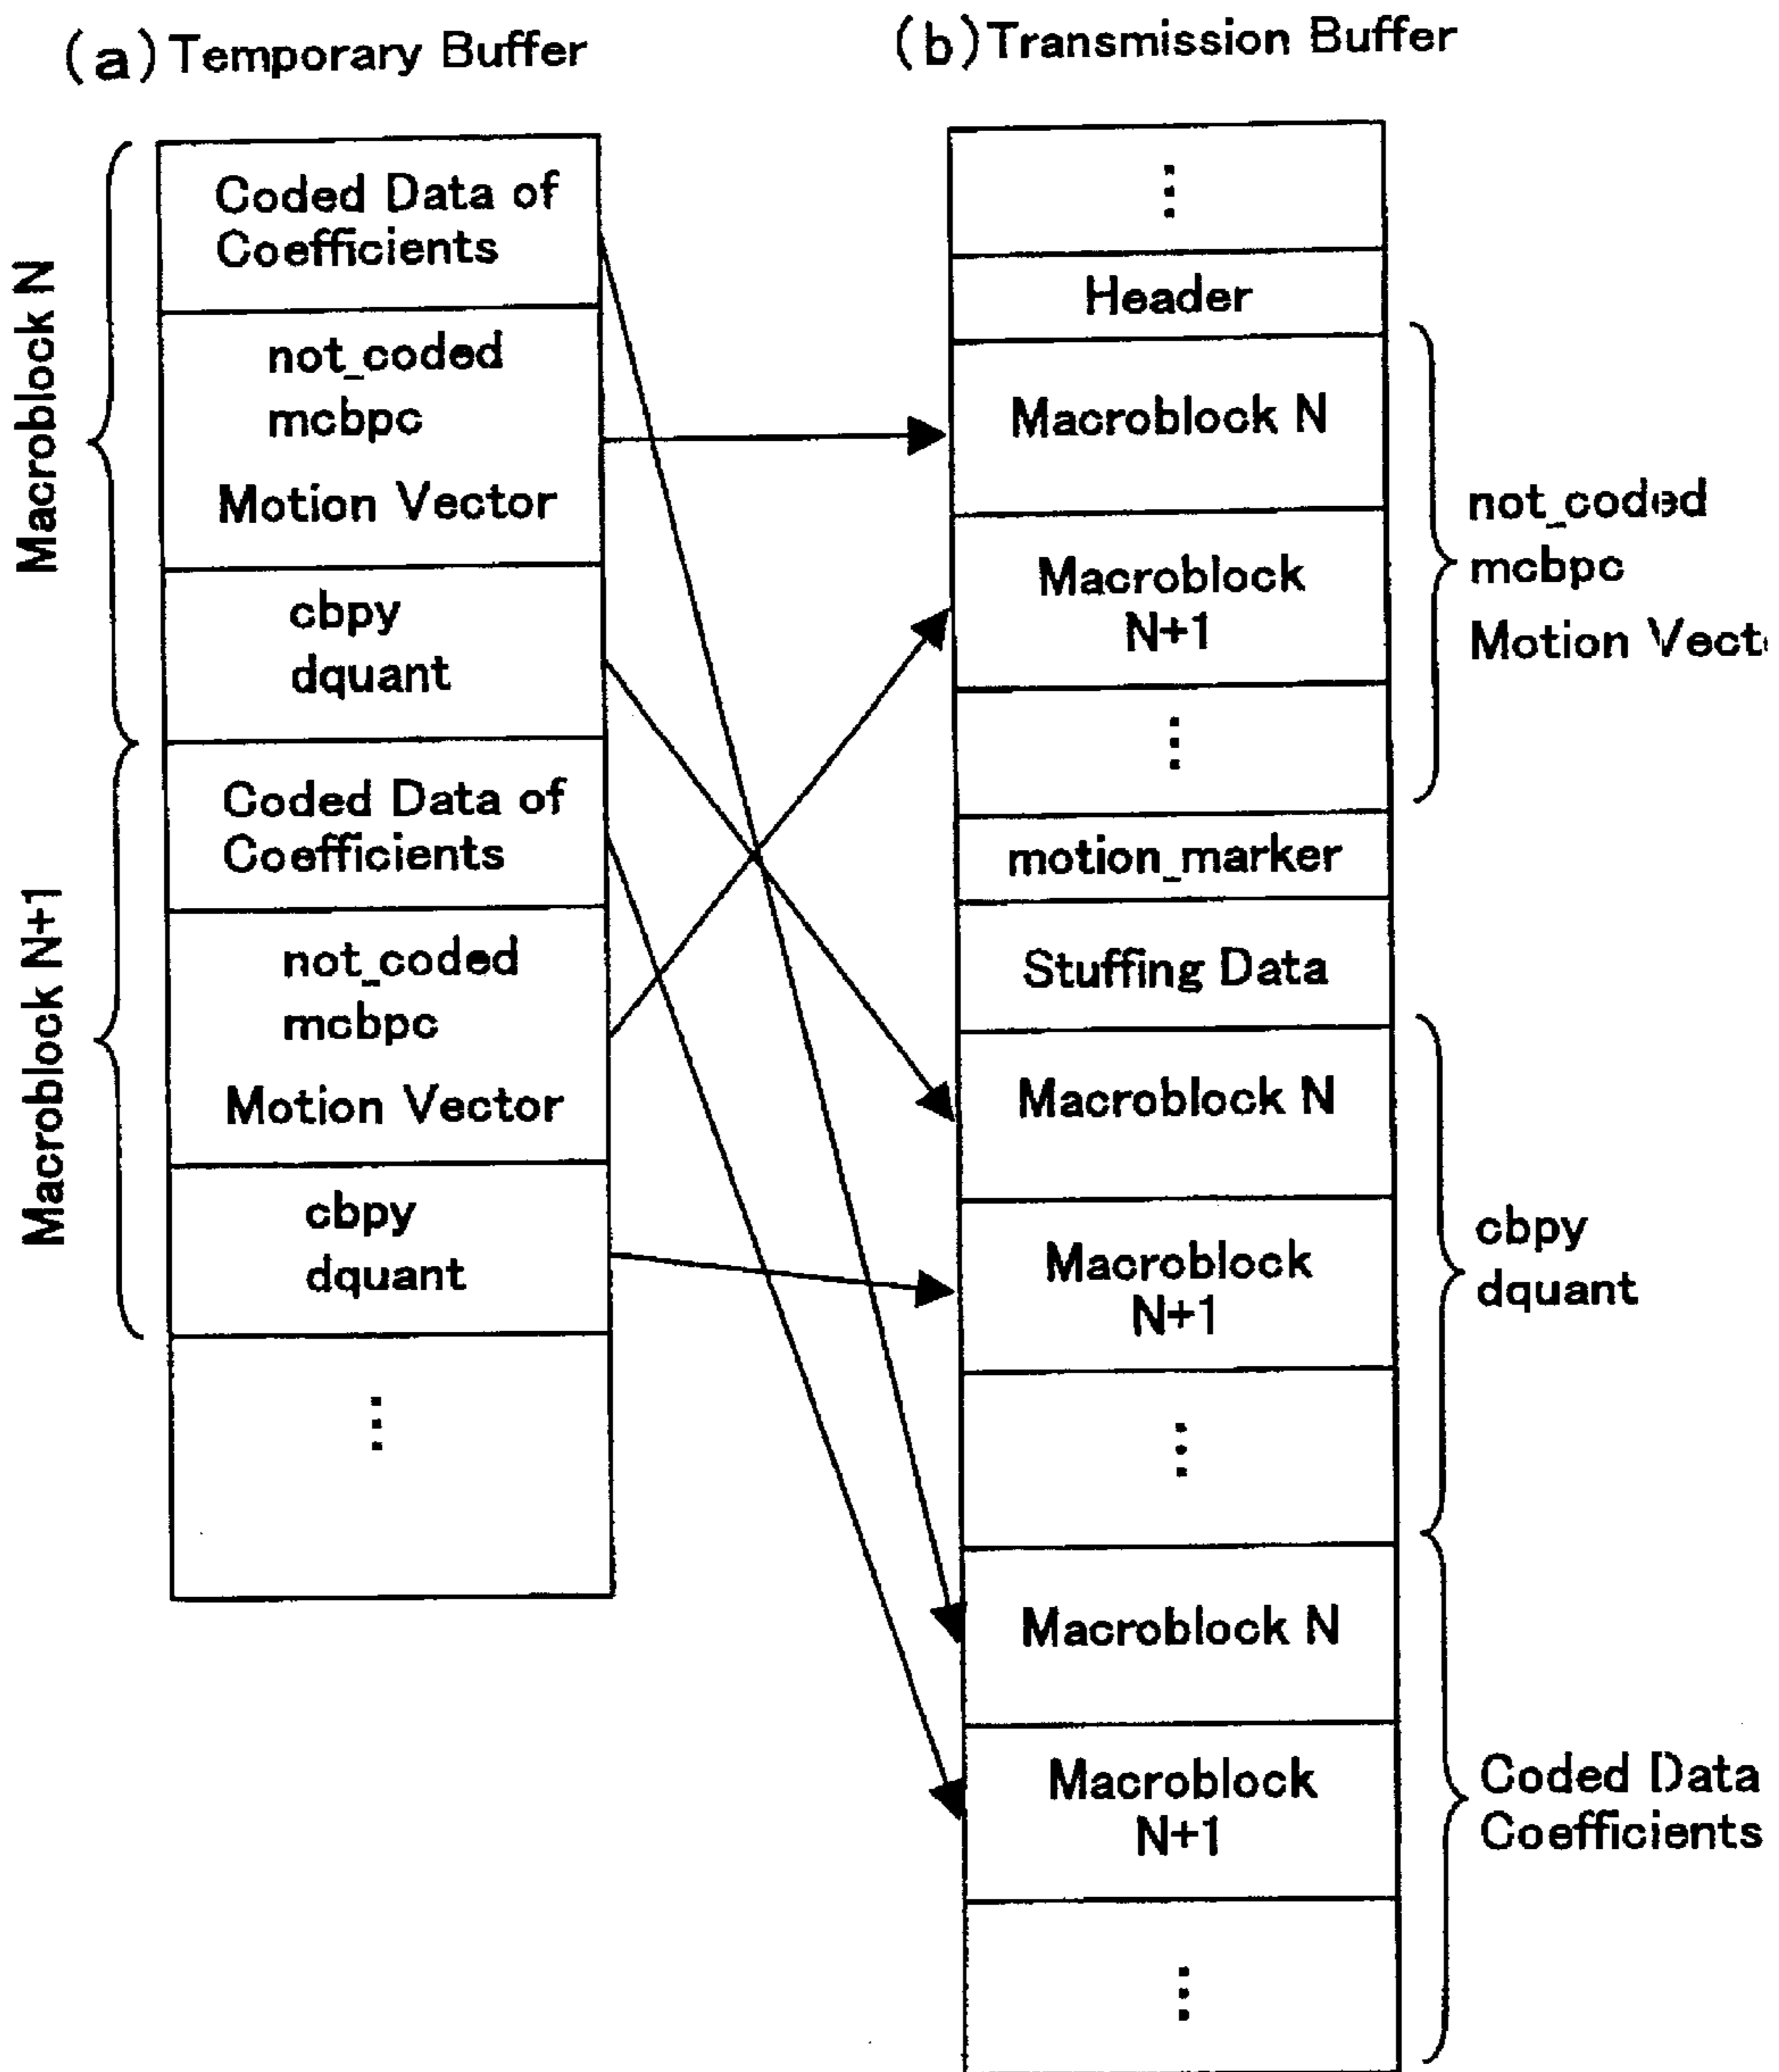 (a) Temporary Buffer
Macroblock N
Coded Data of
Coefficients
not_coded
mcbpc
Motion Vector
cbpy
dquant
Macroblock N+1
Coded Data of
Coefficients
not_coded
mcbpc
Motion Vector
cbpy
dquant
⋮
(b) Transmission Buffer
⋮
Header
Macroblock N
Macroblock
N+1
⋮
not_coded
mcbpc
Motion
motion_marker
Stuffing Data
Macroblock N
Macroblock
N+1
⋮
cbpy
dquant
Macroblock N
Macroblock
N+1
⋮
Coded Data
Coefficients